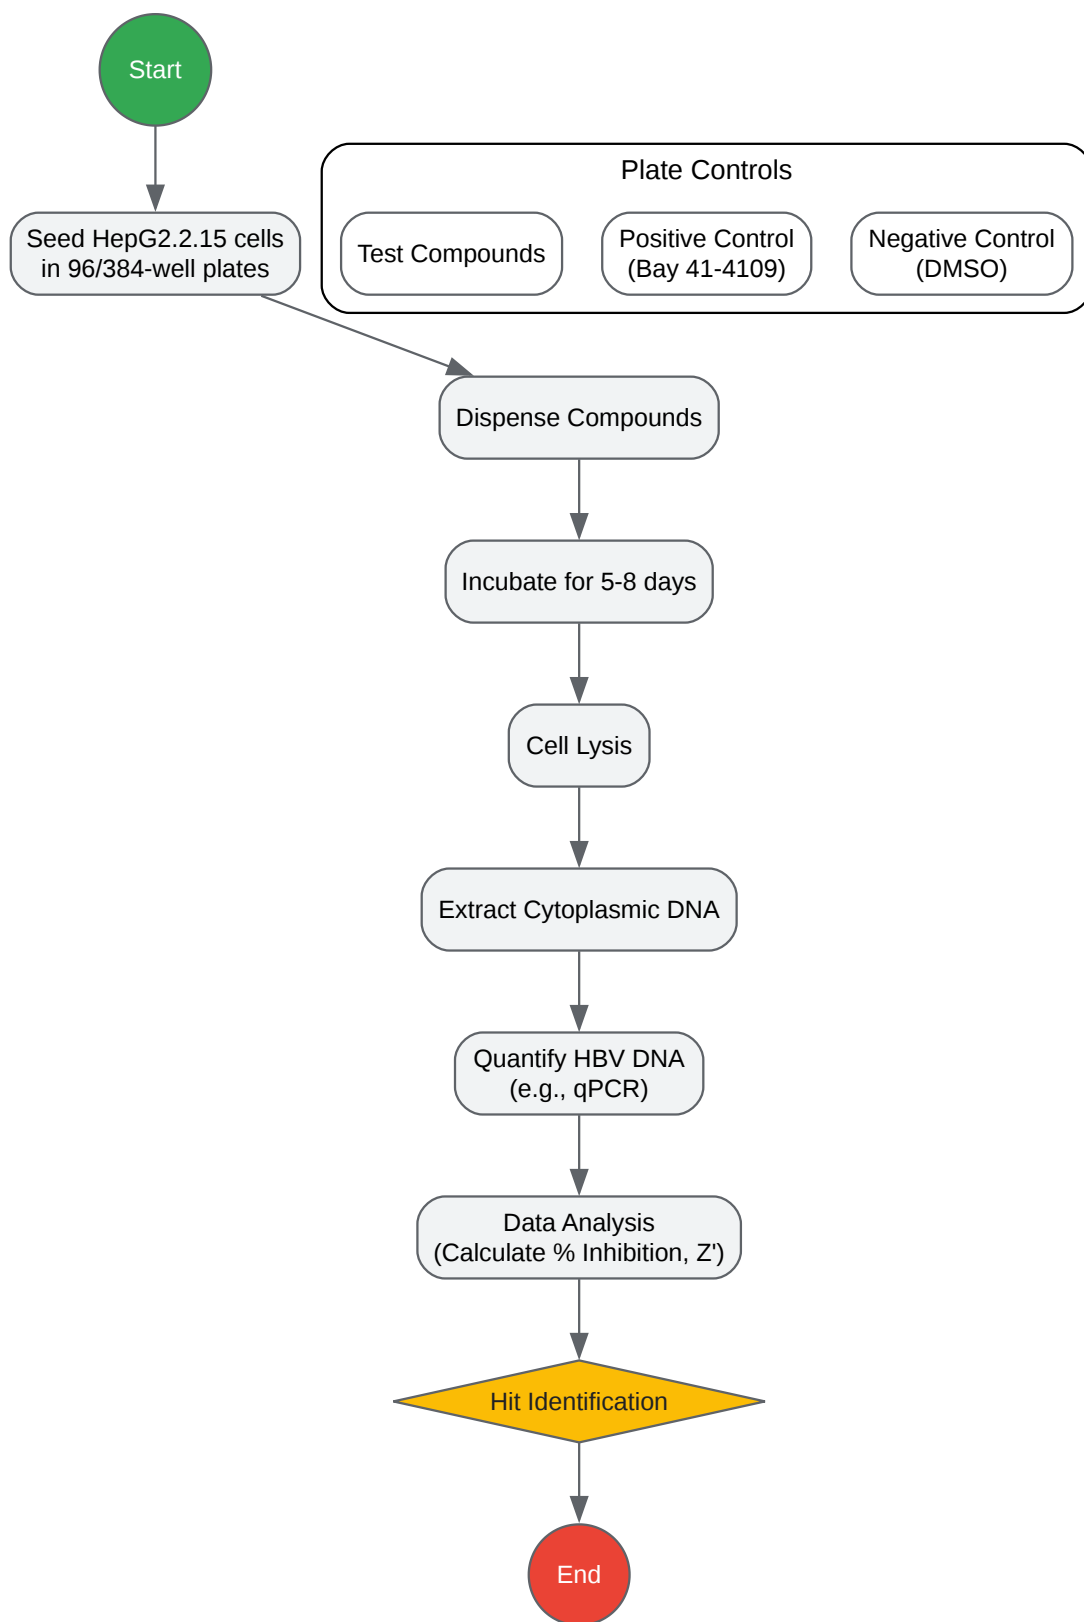 Start
Seed HepG2.2.15 cells
in 96/384-well plates
Plate Controls
Test Compounds
Positive Control
(Bay 41-4109)
Negative Control
(DMSO)
Dispense Compounds
Incubate for 5-8 days
Cell Lysis
Extract Cytoplasmic DNA
Quantify HBV DNA
(e.g., qPCR)
Data Analysis
(Calculate % Inhibition, Z')
Hit Identification
End